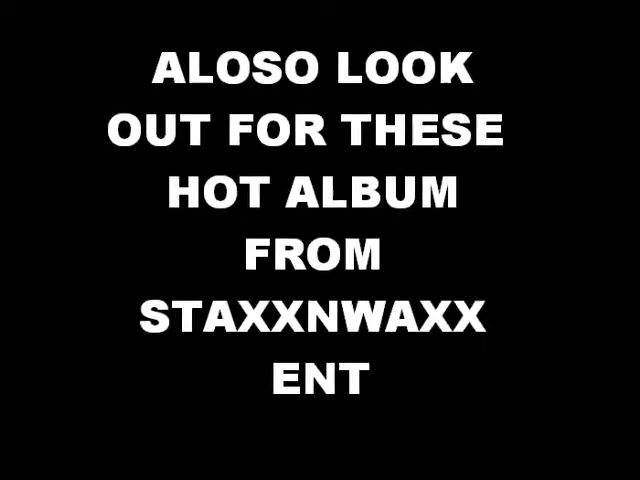 ALOSO LOOK
OUT FOR THESE
HOT ALBUM
FROM
STAXXNWAXX
ENT